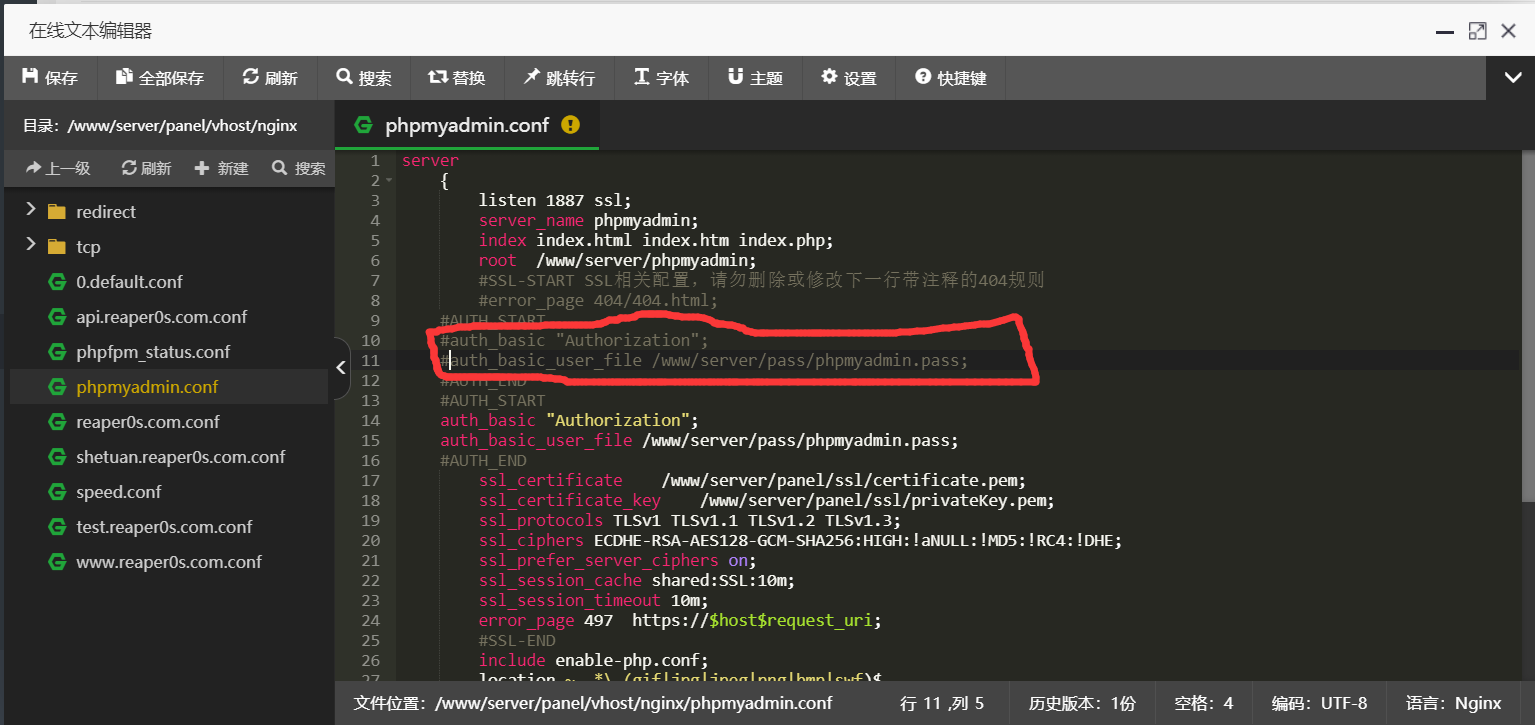 在线文本编辑器
保存 全部保存 刷新 搜索 替换 跳转行 字体 主题 设置 快捷键
目录：/www/server/panel/vhost/nginx
phpmyadmin.conf
上一级 刷新 新建 搜索
redirect
tcp
0.default.conf
api.reaper0s.com.conf
phpfpm_status.conf
phpmyadmin.conf
reaper0s.com.conf
shetuan.reaper0s.com.conf
speed.conf
test.reaper0s.com.conf
www.reaper0s.com.conf
1 server
2 {
3 listen 1887 ssl;
4 server_name phpmyadmin;
5 index index.html index.htm index.php;
6 root  /www/server/phpmyadmin;
7 #SSL-START SSL相关配置，请勿删除或修改下一行带注释的404规则
8 #error_page 404/404.html;
9 #AUTH_START
10 #auth_basic "Authorization";
11 #auth_basic_user_file /www/server/pass/phpmyadmin.pass;
12 #AUTH_END
13 #AUTH_START
14 auth_basic "Authorization";
15 auth_basic_user_file /www/server/pass/phpmyadmin.pass;
16 #AUTH_END
17 ssl_certificate    /www/server/panel/ssl/certificate.pem;
18 ssl_certificate_key    /www/server/panel/ssl/privateKey.pem;
19 ssl_protocols TLSv1 TLSv1.1 TLSv1.2 TLSv1.3;
20 ssl_ciphers ECDHE-RSA-AES128-GCM-SHA256:HIGH:!aNULL:!MD5:!RC4:!DHE;
21 ssl_prefer_server_ciphers on;
22 ssl_session_cache shared:SSL:10m;
23 ssl_session_timeout 10m;
24 error_page 497  https://$host$request_uri;
25 #SSL-END
26 include enable-php.conf;
27 location ~ .*\.(gif|jpg|jpeg|png|bmp|swf)$
文件位置：/www/server/panel/vhost/nginx/phpmyadmin.conf 行 11 ,列 5 历史版本：1份 空格：4 编码：UTF-8 语言：Nginx